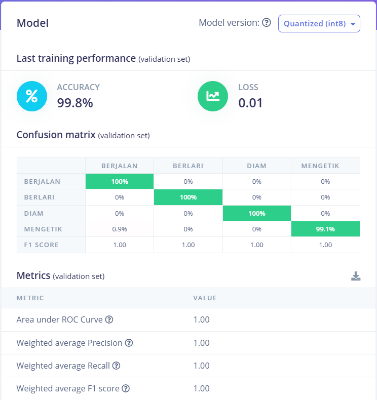 Model
Model version: Quantized (int8)
Last training performance (validation set)
ACCURACY
99.8%
LOSS
0.01
Confusion matrix (validation set)
BERJALAN BERLARI DIAM MENGETIK
BERJALAN 100% 0% 0% 0%
BERLARI 0% 100% 0% 0%
DIAM 0% 0% 100% 0%
MENGETIK 0.9% 0% 0% 99.1%
F1 SCORE 1.00 1.00 1.00 1.00
Metrics (validation set)
METRIC VALUE
Area under ROC Curve 1.00
Weighted average Precision 1.00
Weighted average Recall 1.00
Weighted average F1 score 1.00